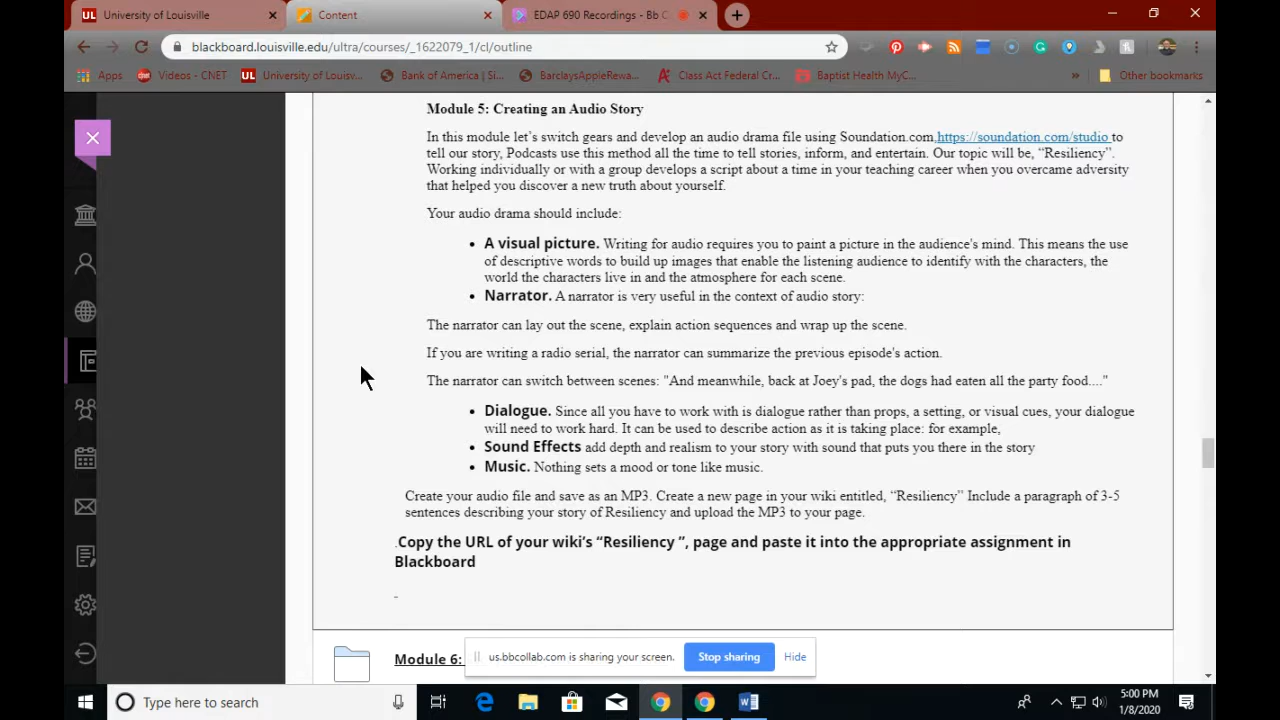 University of Louisville
Content
EDAP 690 Recordings - Bb C
blackboard.louisville.edu/ultra/courses/_1622079_1/cl/outline
Apps
Videos - CNET
University of Louisv...
Bank of America | Si...
BarclaysAppleRewa...
Class Act Federal Cr...
Baptist Health MyC...
»
Other bookmarks
Module 5: Creating an Audio Story
In this module let's switch gears and develop an audio drama file using Soundation.com,https://soundation.com/studio to
tell our story, Podcasts use this method all the time to tell stories, inform, and entertain. Our topic will be, “Resiliency”.
Working individually or with a group develops a script about a time in your teaching career when you overcame adversity
that helped you discover a new truth about yourself.
Your audio drama should include:
• A visual picture. Writing for audio requires you to paint a picture in the audience's mind. This means the use
of descriptive words to build up images that enable the listening audience to identify with the characters, the
world the characters live in and the atmosphere for each scene.
• Narrator. A narrator is very useful in the context of audio story:
The narrator can lay out the scene, explain action sequences and wrap up the scene.
If you are writing a radio serial, the narrator can summarize the previous episode's action.
The narrator can switch between scenes: "And meanwhile, back at Joey's pad, the dogs had eaten all the party food...."
• Dialogue. Since all you have to work with is dialogue rather than props, a setting, or visual cues, your dialogue
will need to work hard. It can be used to describe action as it is taking place: for example,
• Sound Effects add depth and realism to your story with sound that puts you there in the story
• Music. Nothing sets a mood or tone like music.
Create your audio file and save as an MP3. Create a new page in your wiki entitled, “Resiliency” Include a paragraph of 3-5
sentences describing your story of Resiliency and upload the MP3 to your page.
.Copy the URL of your wiki's “Resiliency ”, page and paste it into the appropriate assignment in
Blackboard
Module 6:
us.bbcollab.com is sharing your screen.
Stop sharing
Hide
Type here to search
5:00 PM
1/8/2020